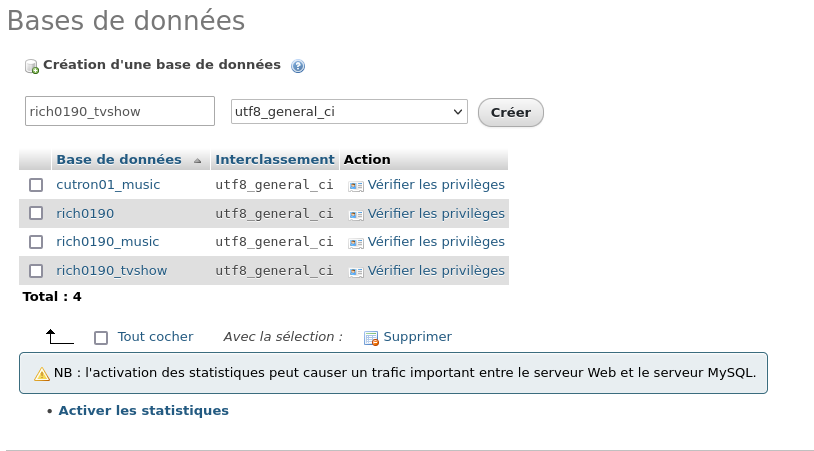 Bases de données
Création d'une base de données
rich0190_tvshow utf8_general_ci Créer
Base de données Interclassement Action
cutron01_music utf8_general_ci Vérifier les privilèges
rich0190 utf8_general_ci Vérifier les privilèges
rich0190_music utf8_general_ci Vérifier les privilèges
rich0190_tvshow utf8_general_ci Vérifier les privilèges
Total : 4
Tout cocher Avec la sélection : Supprimer
NB : l'activation des statistiques peut causer un trafic important entre le serveur Web et le serveur MySQL.
• Activer les statistiques